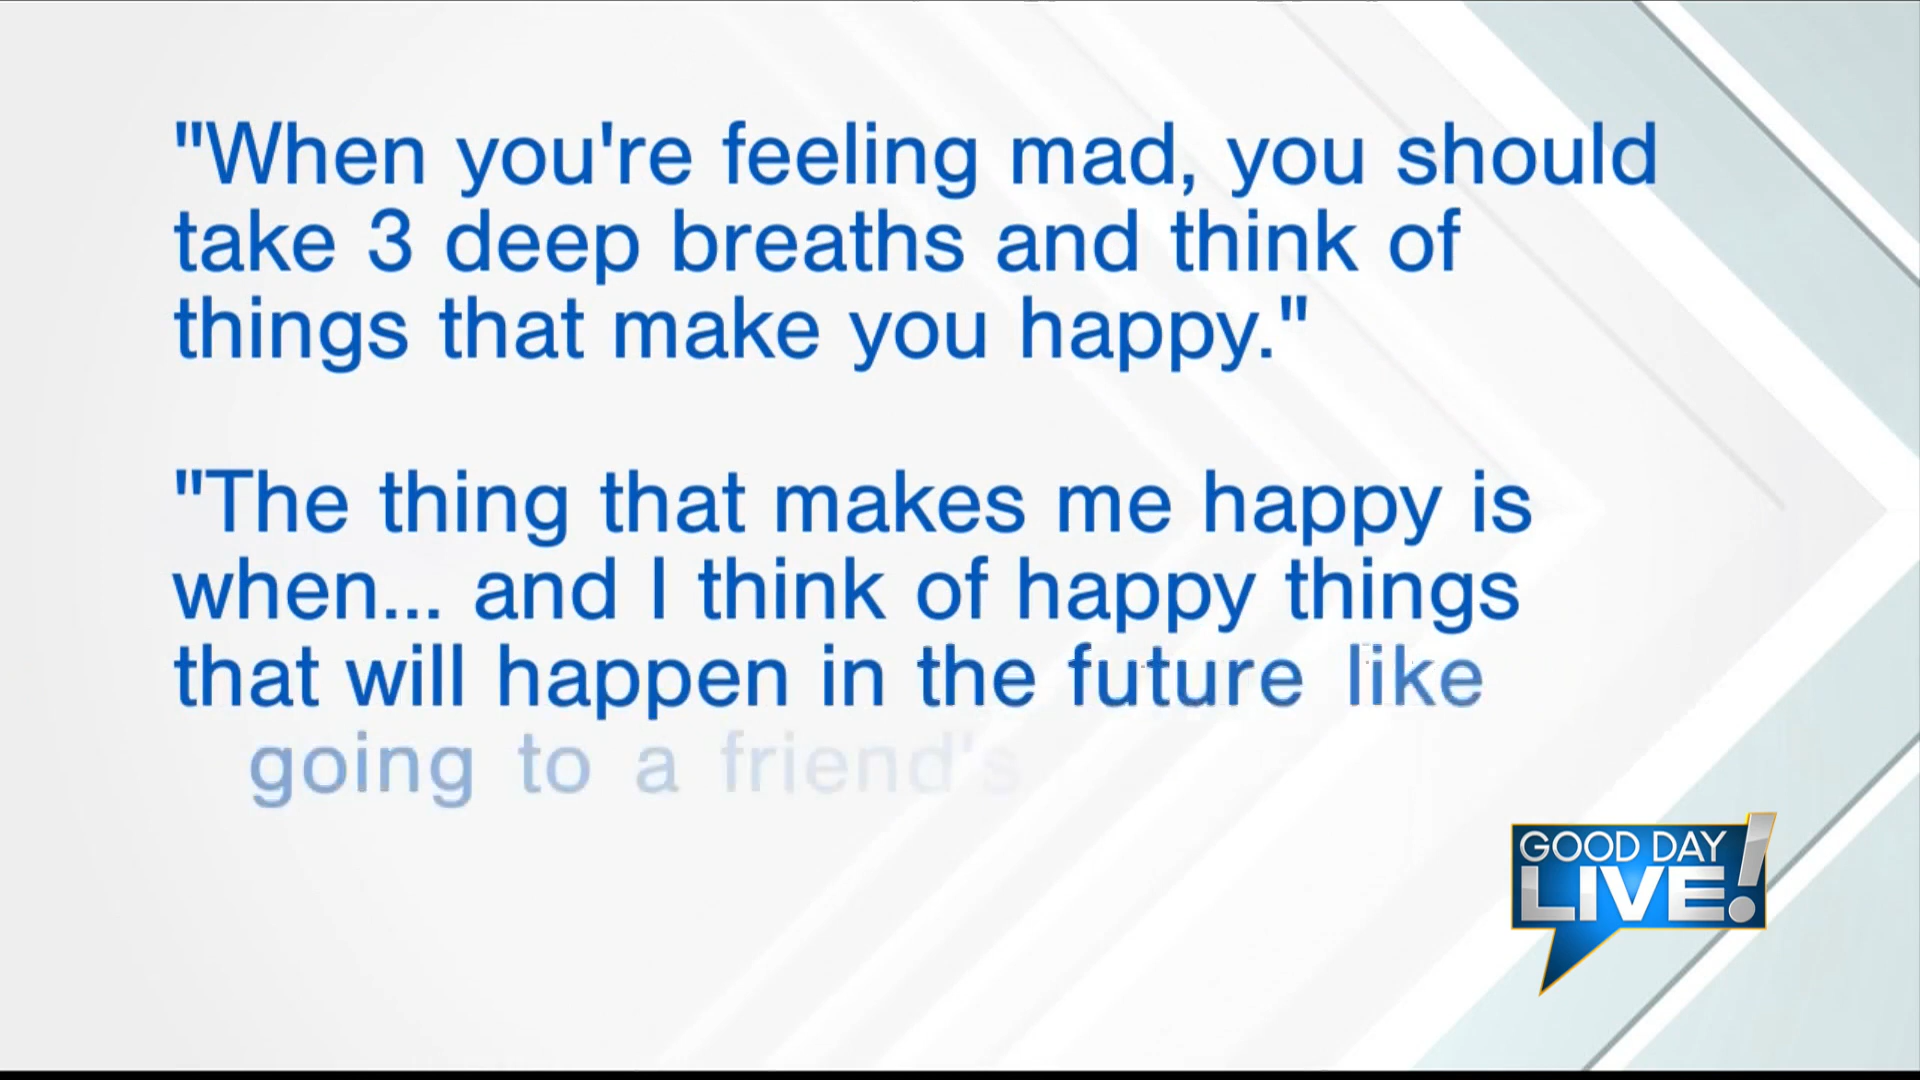 "When you're feeling mad, you should
take 3 deep breaths and think of
things that make you happy."
"The thing that makes me happy is
when... and I think of happy things
that will happen in the future like
going to a friend's
GOOD DAY
LIVE!